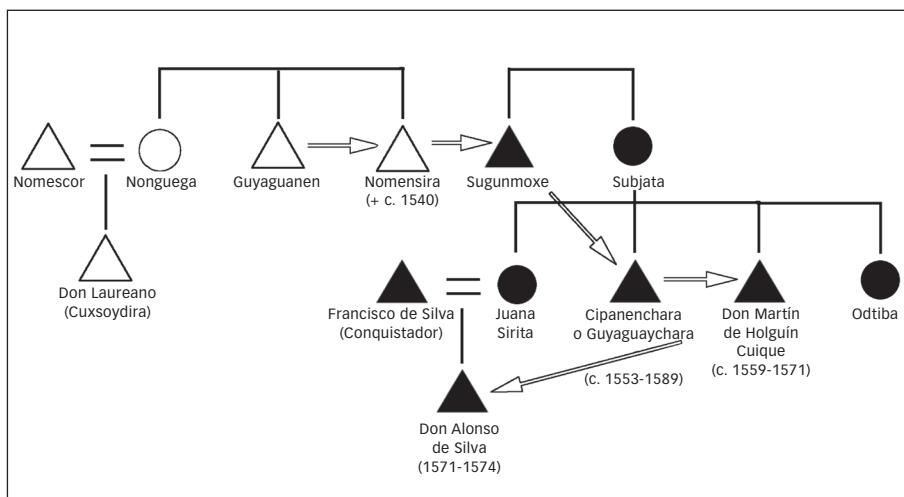 Nomescor
Nonguega
Guyaguanen
Nomensira
(+ c. 1540)
Sugunmoxe
Subjata
Don Laureano
(Cuxsoydira)
Francisco de Silva
(Conquistador)
Juana
Sirita
Cipanenchara
o Guyaguaychara
Don Martín
de Holguín
Cuique
(c. 1559-1571)
Odtiba
(c. 1553-1589)
Don Alonso
de Silva
(1571-1574)